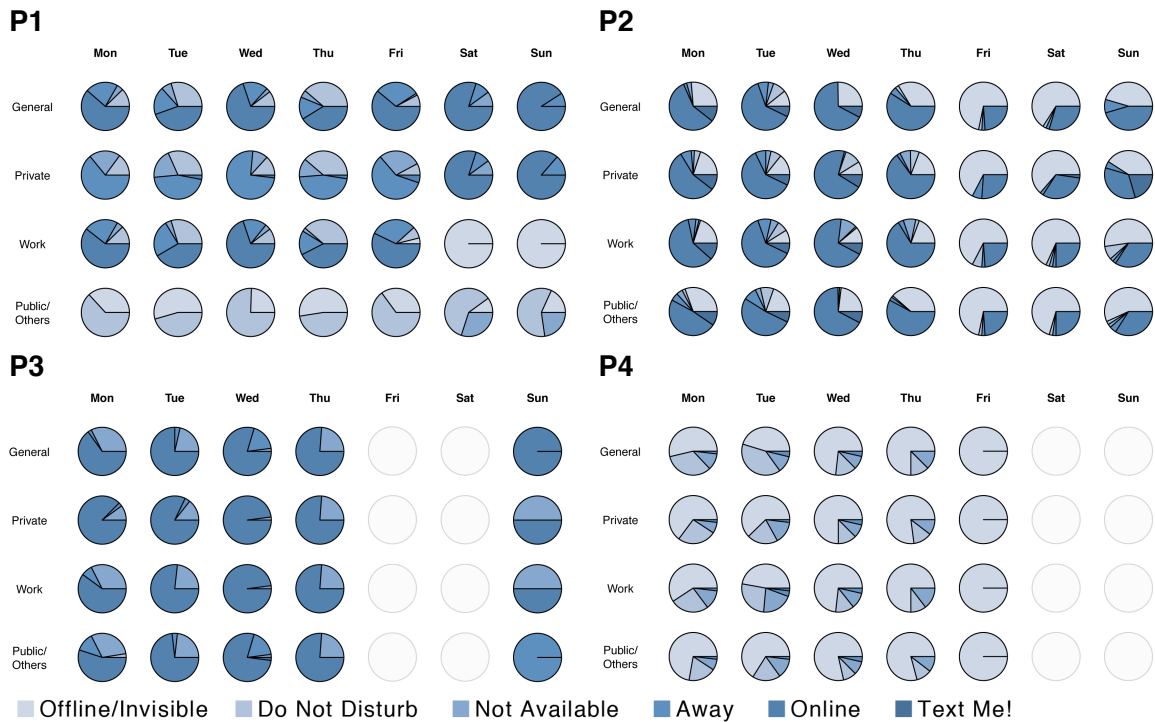 P1
Mon Tue Wed Thu Fri Sat Sun
General
Private
Work
Public/
Others
P2
Mon Tue Wed Thu Fri Sat Sun
General
Private
Work
Public/
Others
P3
Mon Tue Wed Thu Fri Sat Sun
General
Private
Work
Public/
Others
P4
Mon Tue Wed Thu Fri Sat Sun
General
Private
Work
Public/
Others
Offline/Invisible Do Not Disturb Not Available Away Online Text Me!